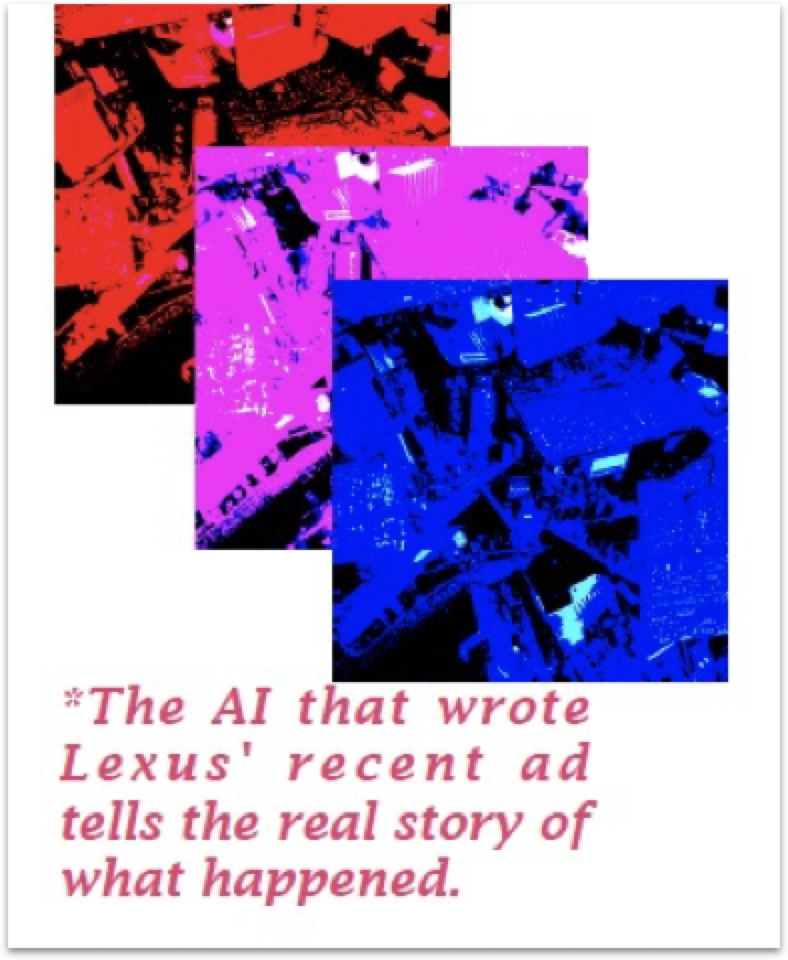 *The AI that wrote
Lexus' recent ad
tells the real story of
what happened.